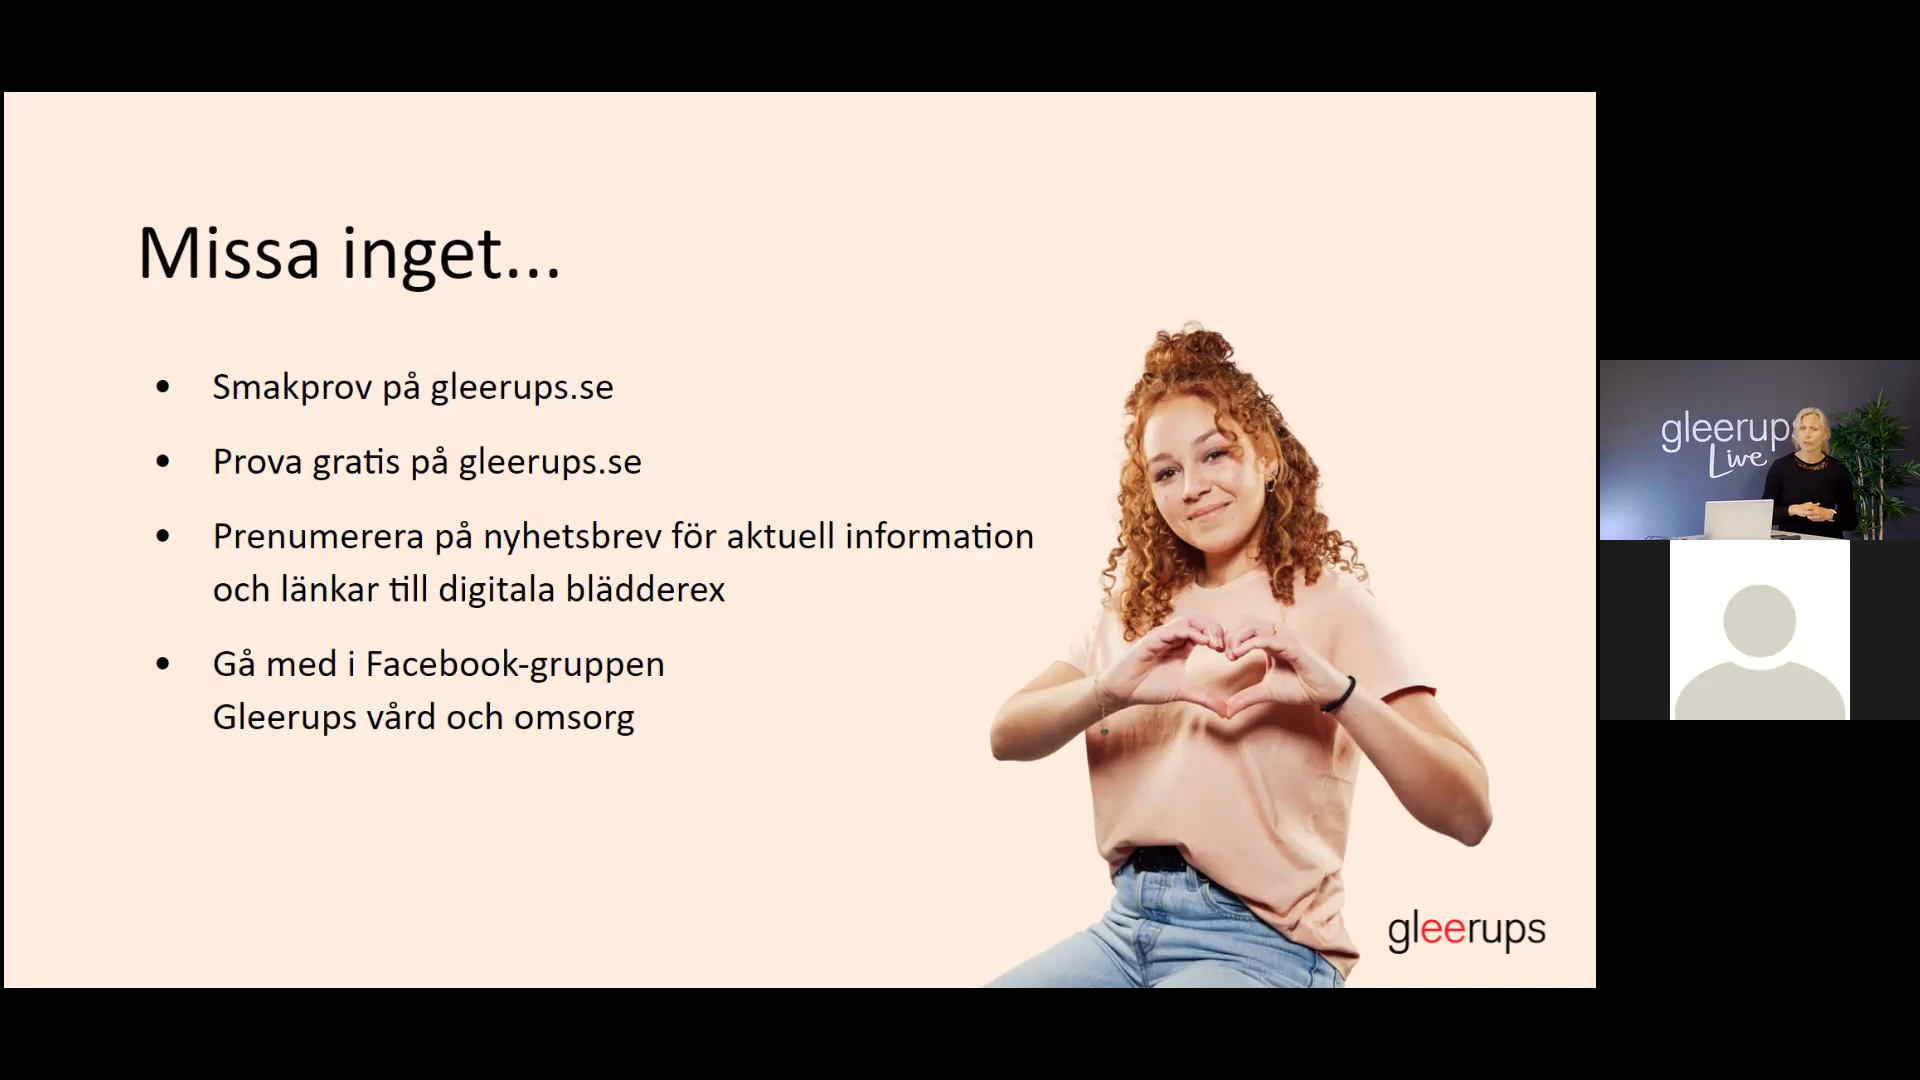 Missa inget...
• Smakprov på gleerups.se
• Prova gratis på gleerups.se
• Prenumerera på nyhetsbrev för aktuell information
och länkar till digitala blädderex
• Gå med i Facebook-gruppen
Gleerups vård och omsorg
gleerups
gleerups
Live